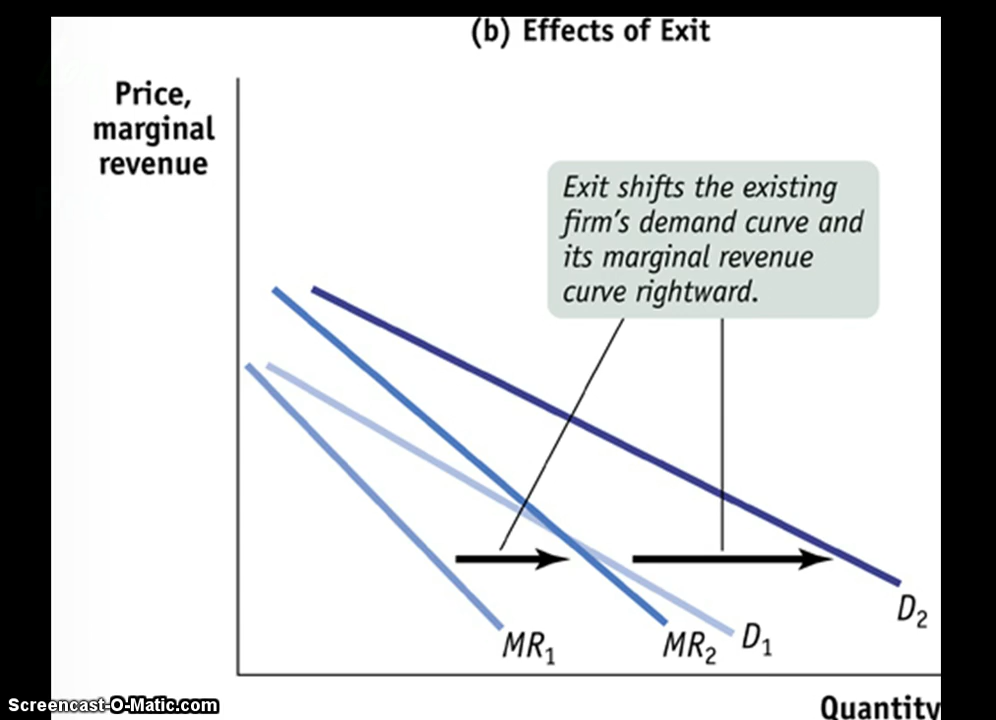 (b) Effects of Exit
Price,
marginal
revenue
Exit shifts the existing
firm's demand curve and
its marginal revenue
curve rightward.
D₂
MR₁
MR₂
D₁
Quantity
Screencast-O-Matic.com